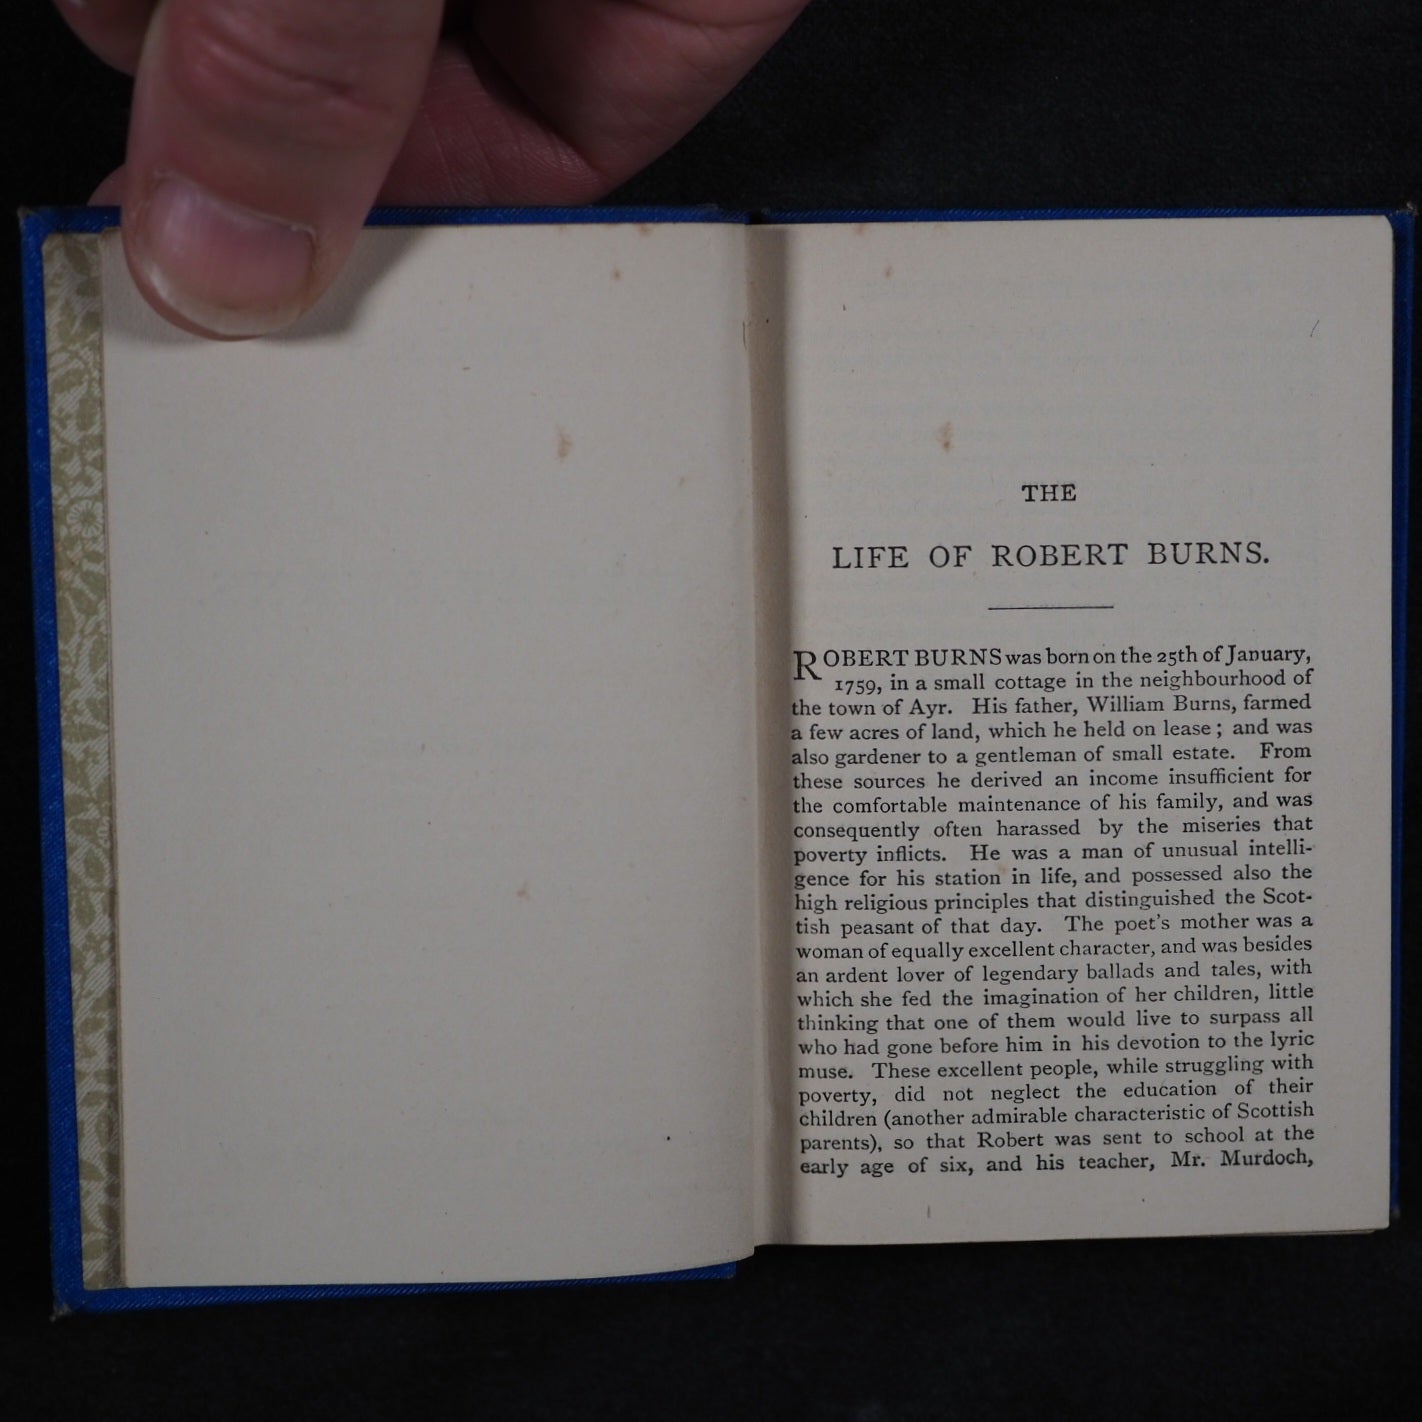 THE
LIFE OF ROBERT BURNS.
ROBERT BURNS was born on the 25th of January,
1759, in a small cottage in the neighbourhood of
the town of Ayr. His father, William Burns, farmed
a few acres of land, which he held on lease; and was
also gardener to a gentleman of small estate. From
these sources he derived an income insufficient for
the comfortable maintenance of his family, and was
consequently often harassed by the miseries that
poverty inflicts. He was a man of unusual intelli-
gence for his station in life, and possessed also the
high religious principles that distinguished the Scot-
tish peasant of that day. The poet's mother was a
woman of equally excellent character, and was besides
an ardent lover of legendary ballads and tales, with
which she fed the imagination of her children, little
thinking that one of them would live to surpass all
who had gone before him in his devotion to the lyric
muse. These excellent people, while struggling with
poverty, did not neglect the education of their
children (another admirable characteristic of Scottish
parents), so that Robert was sent to school at the
early age of six, and his teacher, Mr. Murdoch,